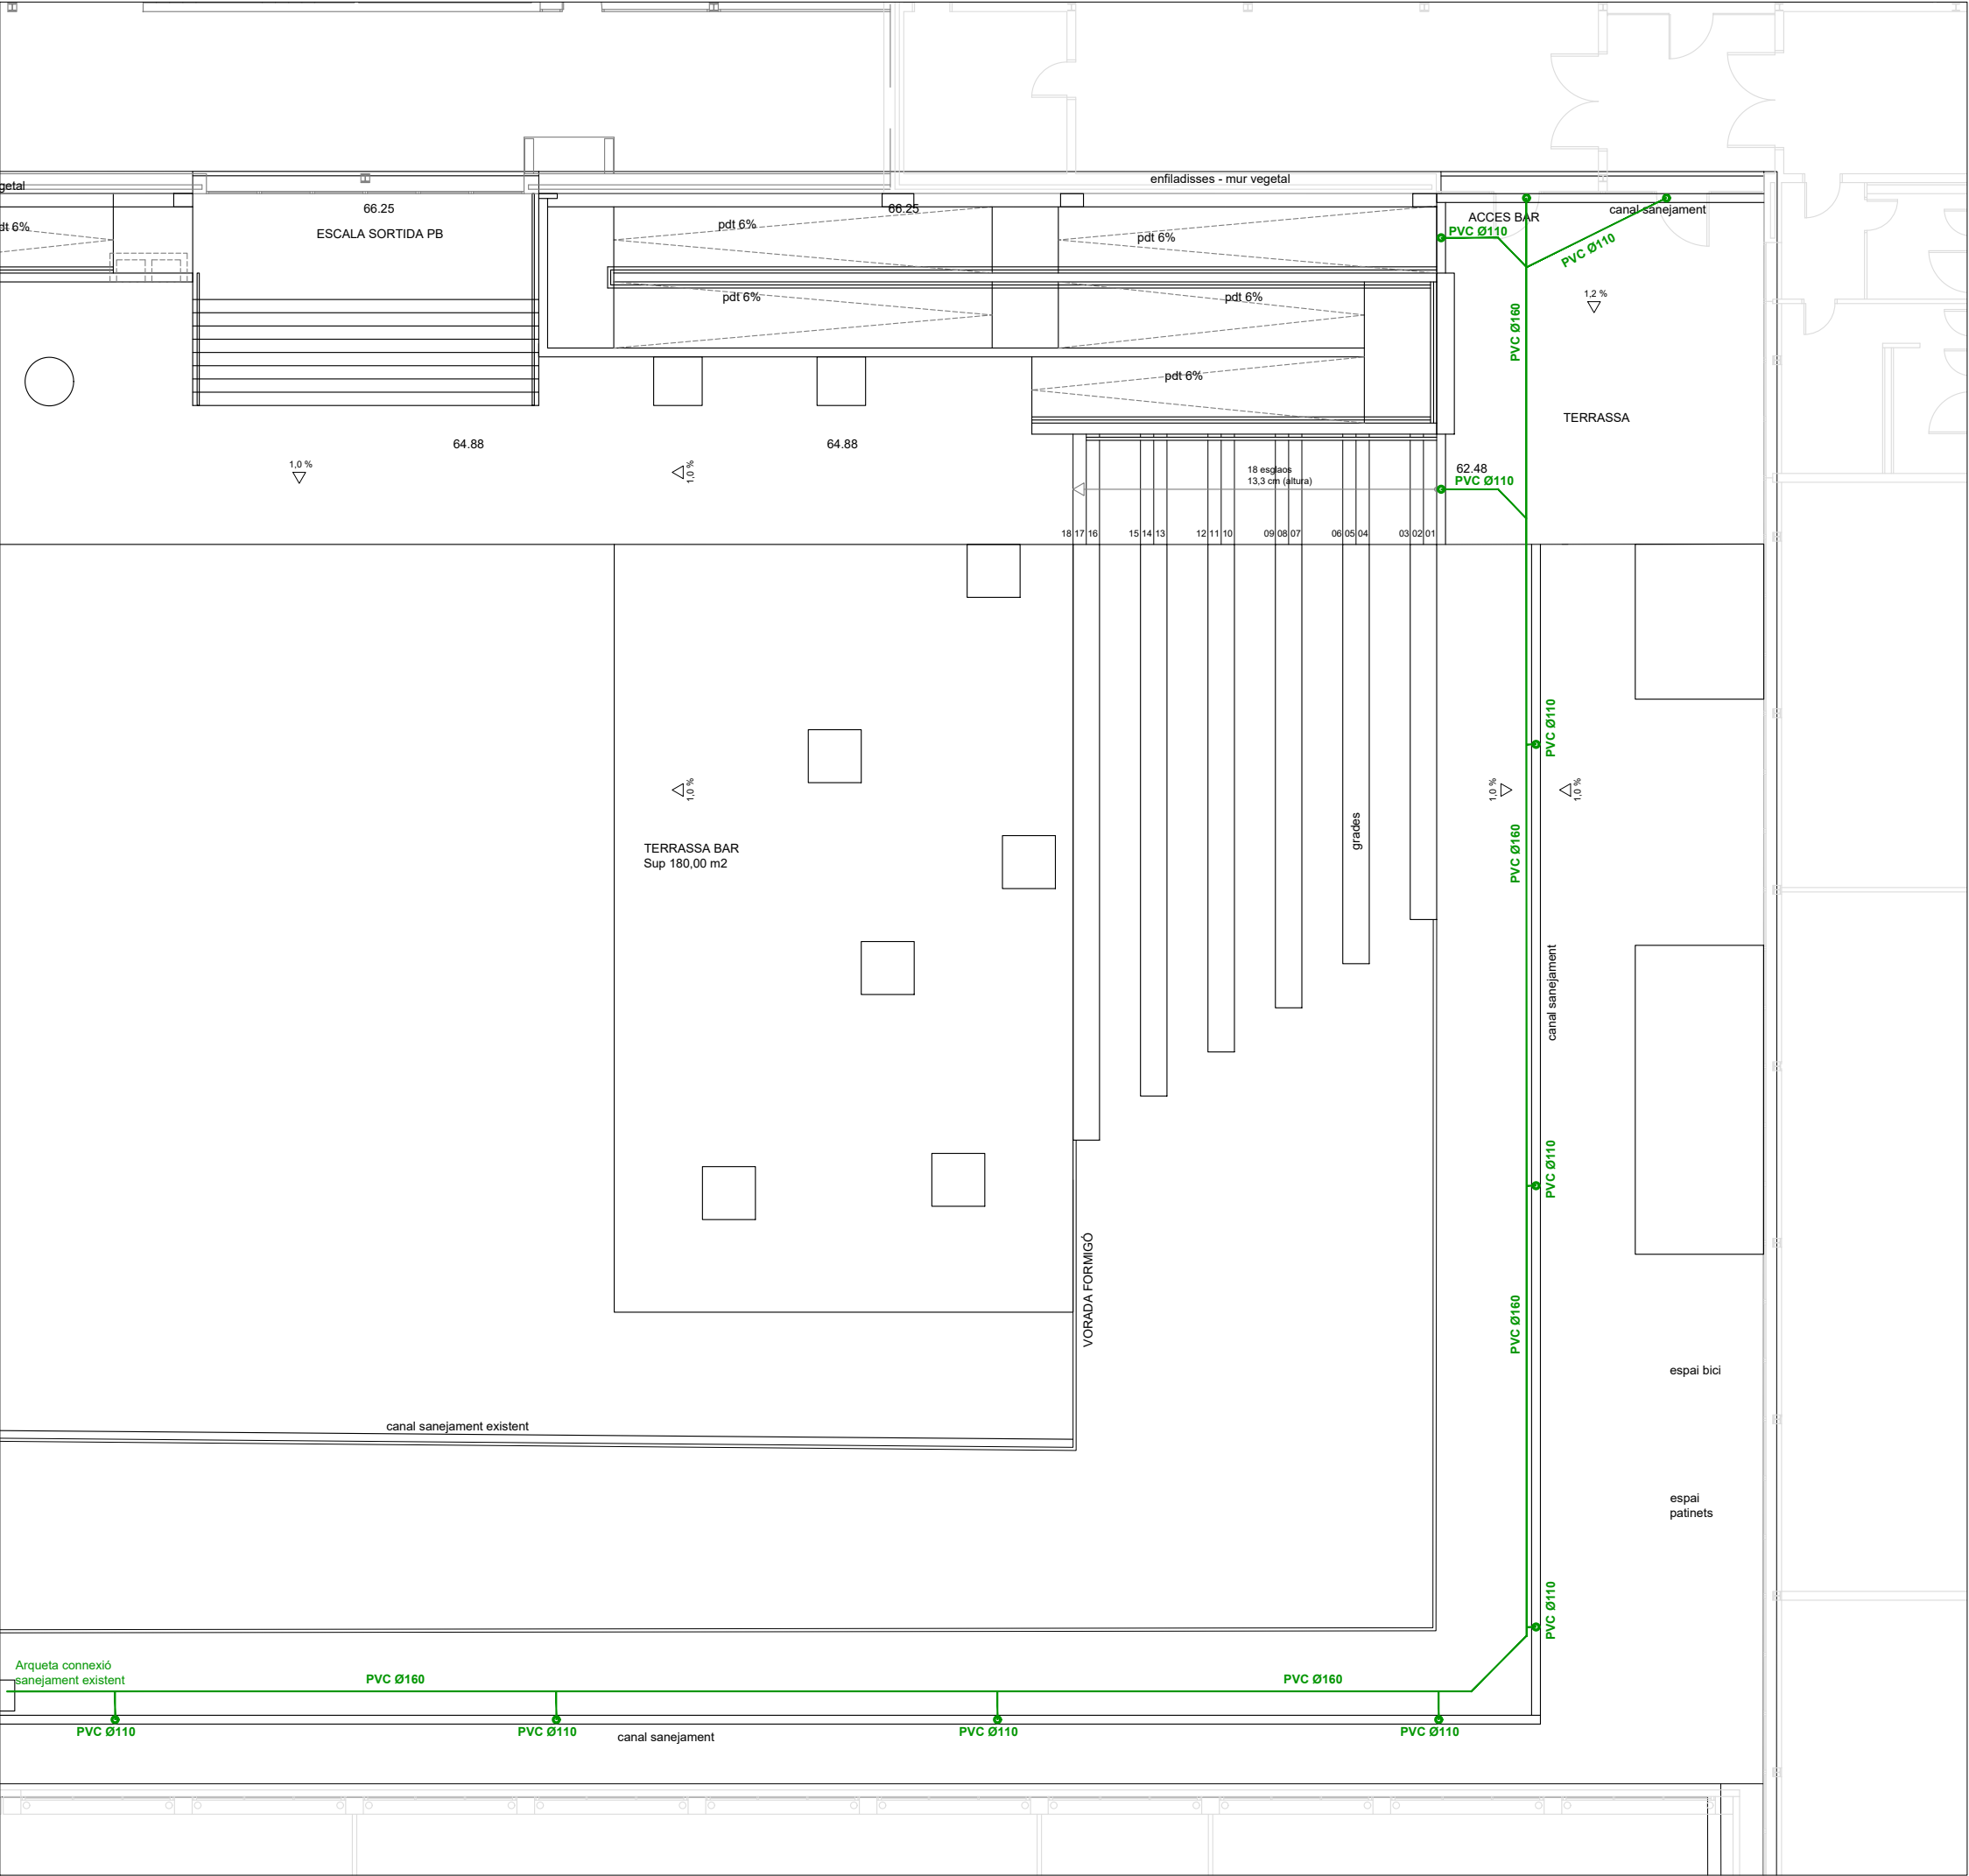 getal
enfiladisses - mur vegetal
66.25
ESCALA SORTIDA PB
66.25
pdt 6%
pdt 6%
ACCES BAR
canal sanejament
PVC Ø110
PVC Ø110
dt 6%
pdt 6%
pdt 6%
1,2 %
PVC Ø160
pdt 6%
TERRASSA
64.88
64.88
1,0 %
1,0 %
18 esglaos
13,3 cm (altura)
62.48
PVC Ø110
18 17 16 15 14 13 12 11 10 09 08 07 06 05 04 03 02 01
PVC Ø110
1,0 %
1,0 %
1,0 %
TERRASSA BAR
Sup 180,00 m2
grades
PVC Ø160
canal sanejament
PVC Ø110
VORADA FORMIGÓ
PVC Ø160
espai bici
canal sanejament existent
espai
patinets
PVC Ø110
Arqueta connexió
sanejament existent
PVC Ø160
PVC Ø160
PVC Ø110
PVC Ø110
PVC Ø110
PVC Ø110
canal sanejament